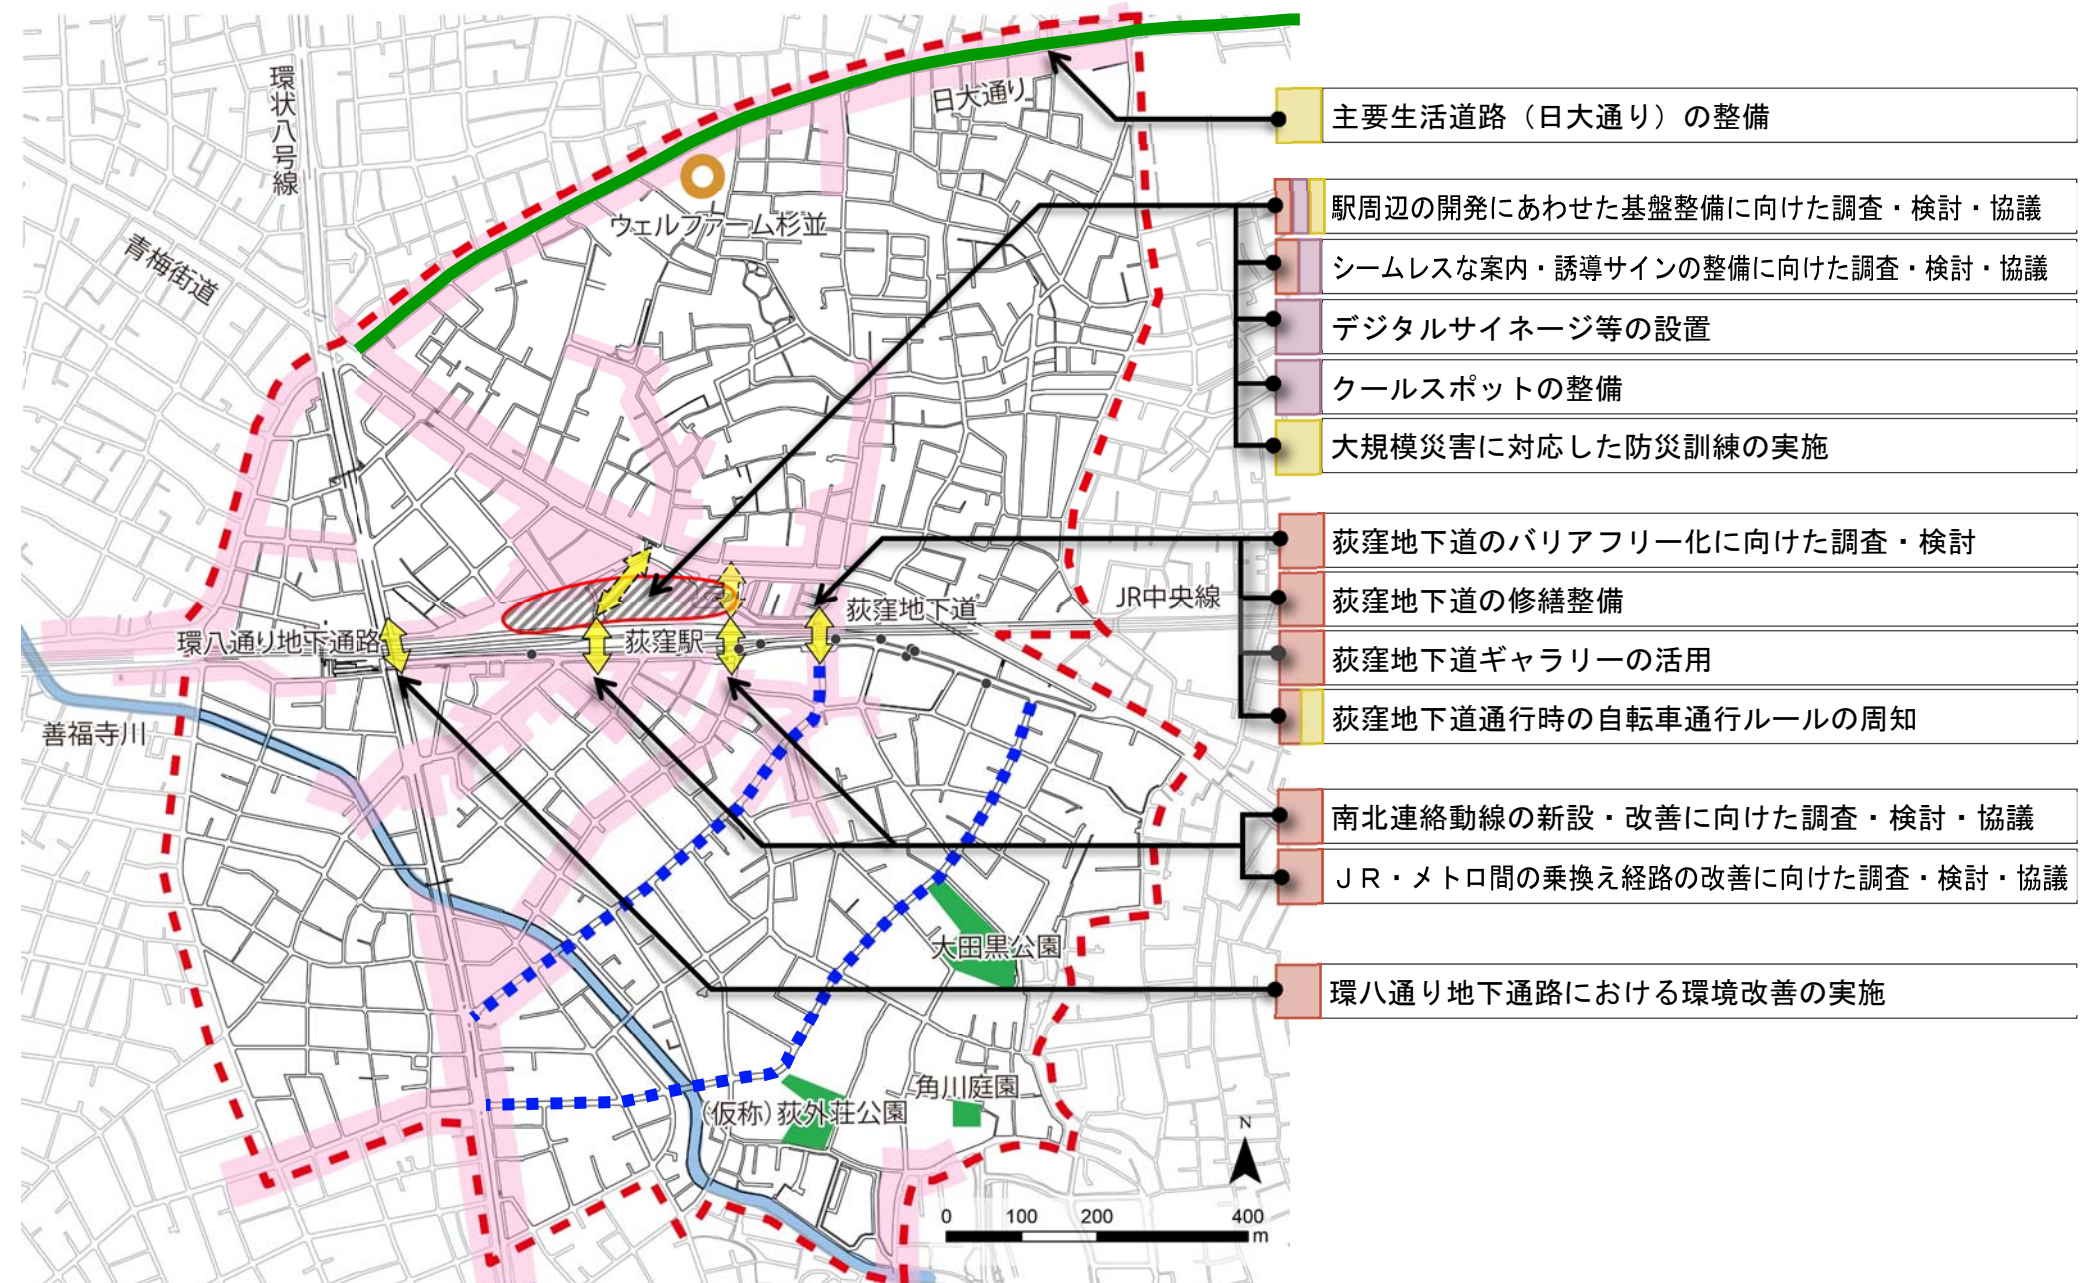 環状八号線
日大通り
ウェルファーム杉並
青梅街道
環八通り地下通路
荻窪駅
荻窪地下道
JR中央線
善福寺川
大田黒公園
角川庭園
(仮称)荻外荘公園
N
0 100 200 400
m
主要生活道路（日大通り）の整備
駅周辺の開発にあわせた基盤整備に向けた調査・検討・協議
シームレスな案内・誘導サインの整備に向けた調査・検討・協議
デジタルサイネージ等の設置
クールスポットの整備
大規模災害に対応した防災訓練の実施
荻窪地下道のバリアフリー化に向けた調査・検討
荻窪地下道の修繕整備
荻窪地下道ギャラリーの活用
荻窪地下道通行時の自転車通行ルールの周知
南北連絡動線の新設・改善に向けた調査・検討・協議
ＪＲ・メトロ間の乗換え経路の改善に向けた調査・検討・協議
環八通り地下通路における環境改善の実施